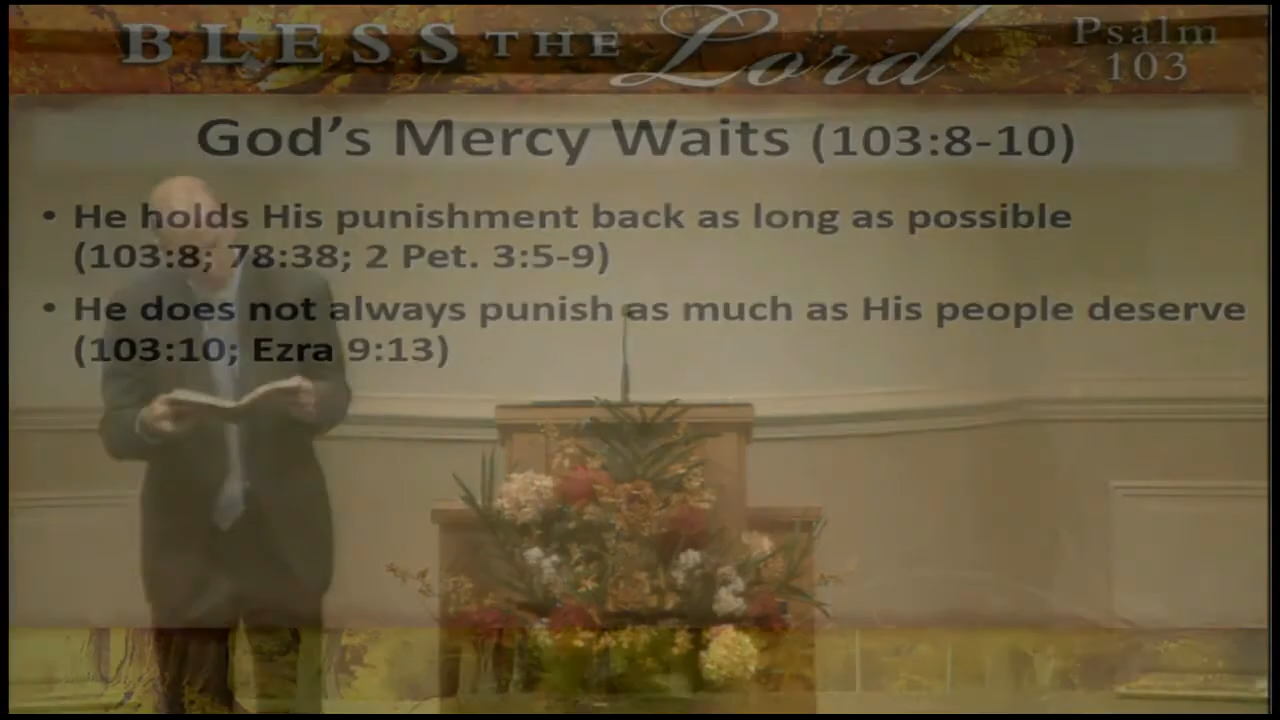 BLESS THE Lord
Psalm
103
God's Mercy Waits (103:8-10)
• He holds His punishment back as long as possible
(103:8; 78:38; 2 Pet. 3:5-9)
• He does not always punish as much as His people deserve
(103:10; Ezra 9:13)